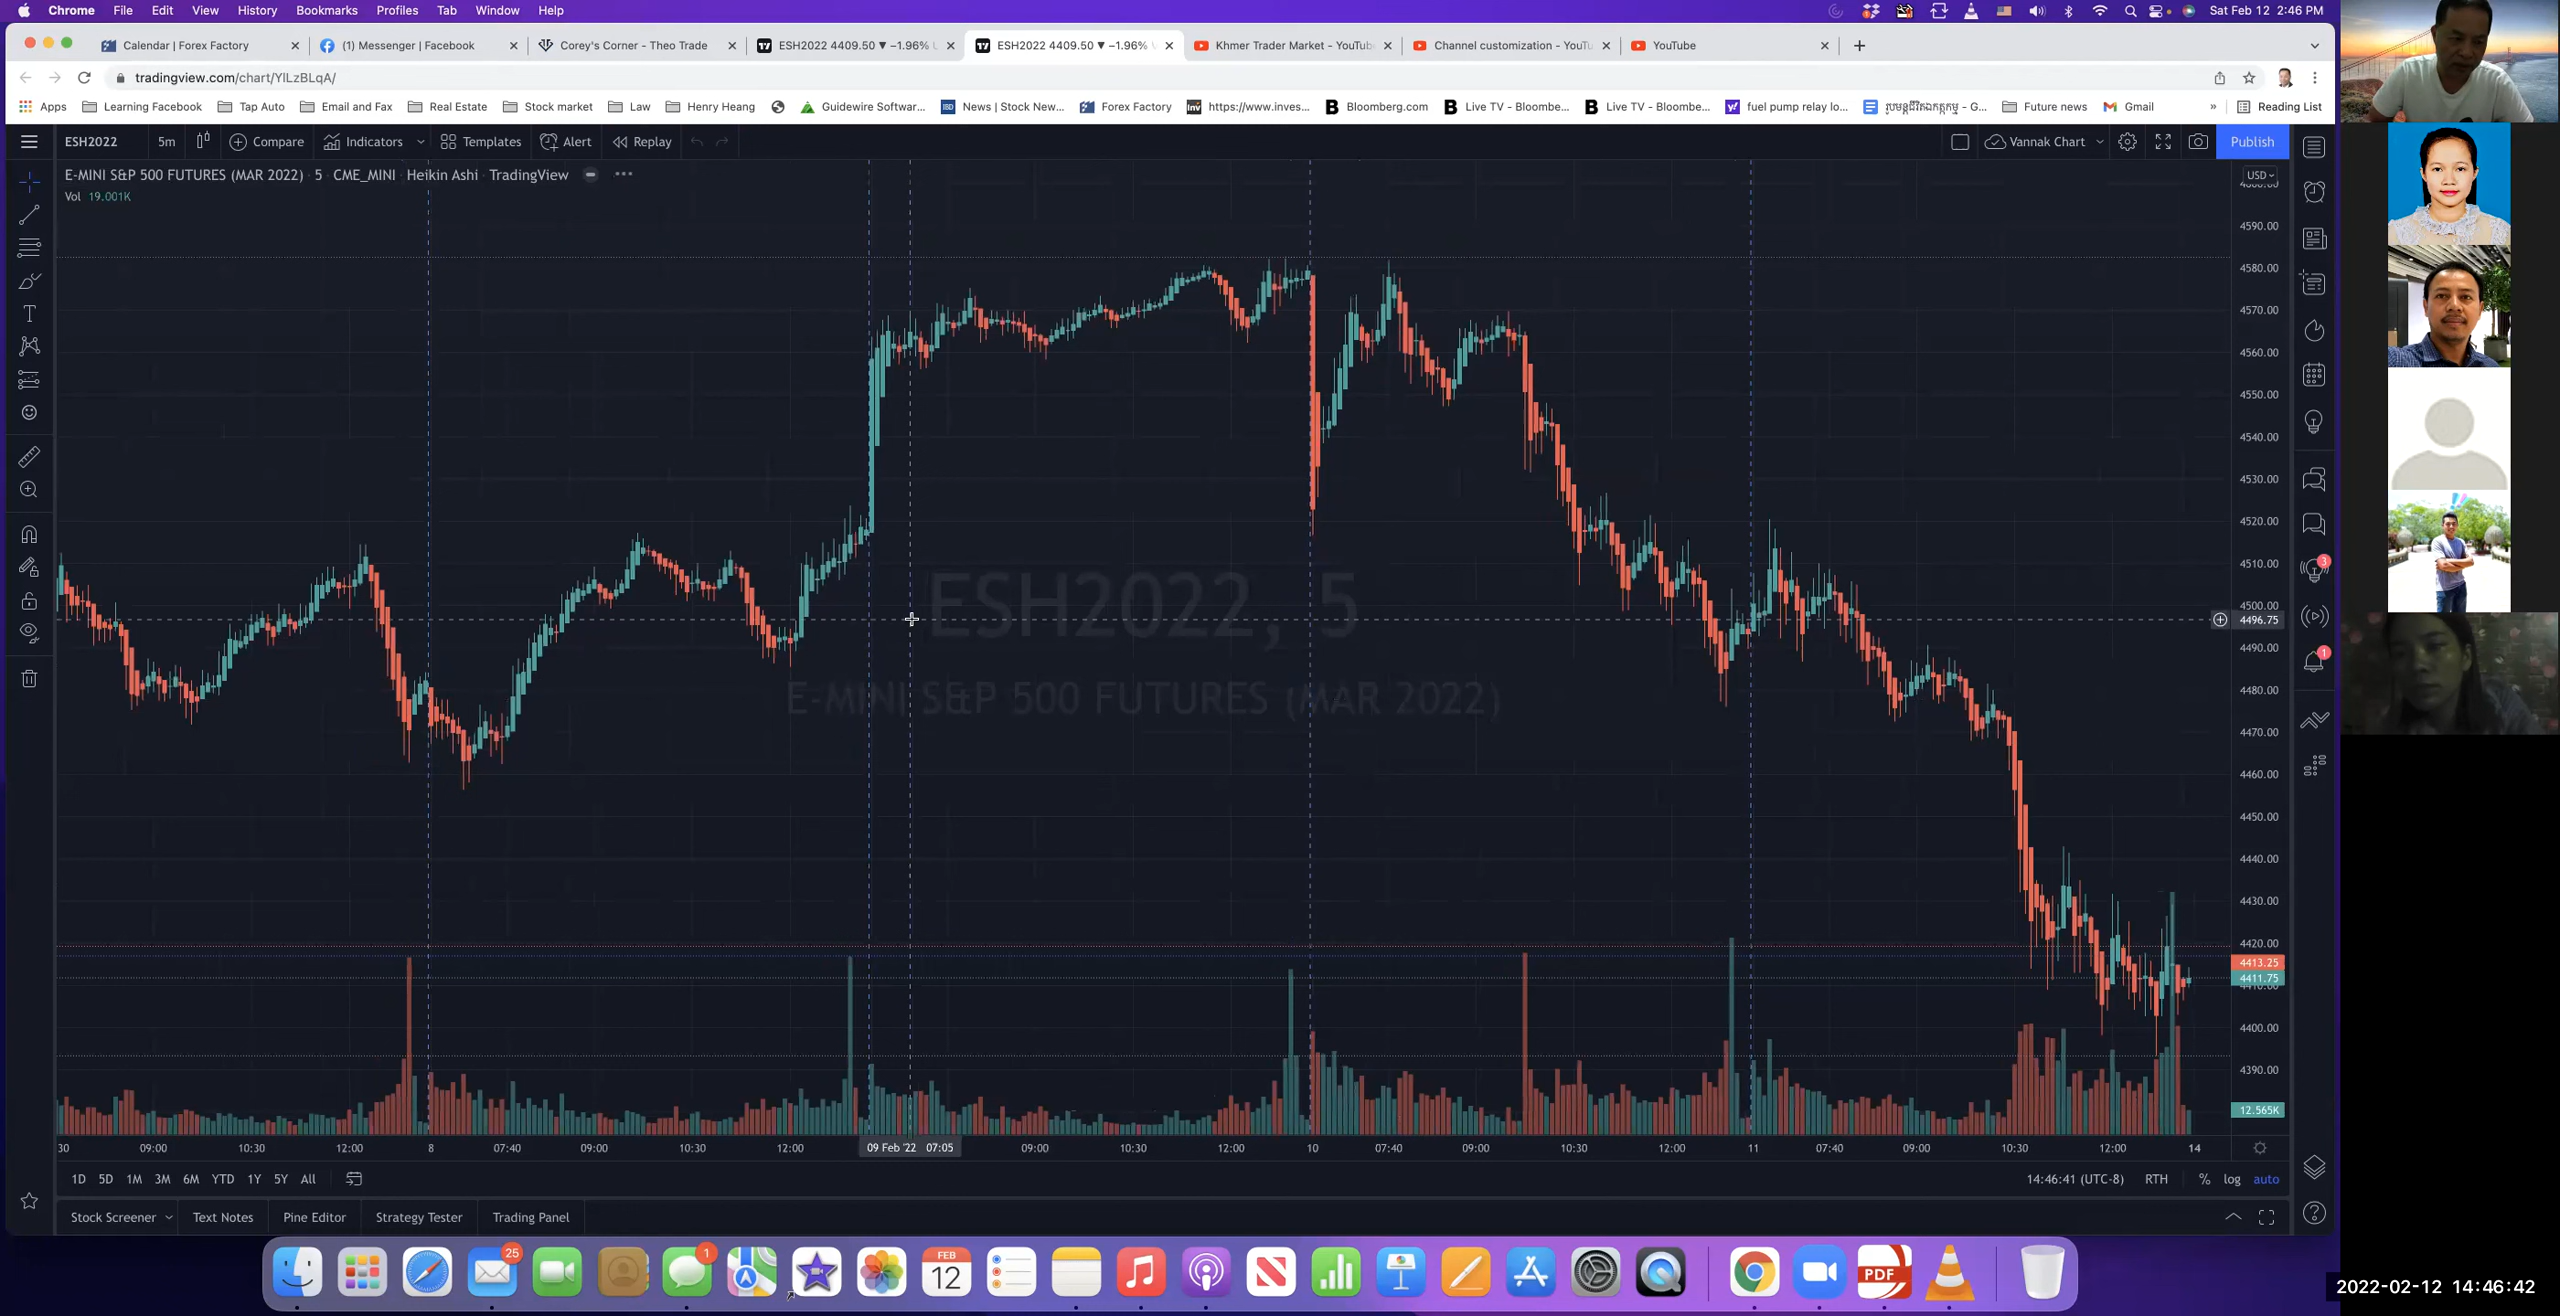 Chrome File Edit View History Bookmarks Profiles Tab Window Help Sat Feb 12 2:46 PM
Calendar | Forex Factory (1) Messenger | Facebook Corey's Corner - Theo Trade ESH2022 4409.50 ▼ −1.96% ESH2022 4409.50 ▼ −1.96% Khmer Trader Market - YouTube Channel customization - YouTu YouTube
tradingview.com/chart/YlLzBLqA/
Apps Learning Facebook Tap Auto Email and Fax Real Estate Stock market Law Henry Heang Guidewire Softwar... News | Stock New... Forex Factory https://www.inves... Bloomberg.com Live TV - Bloombe... Live TV - Bloombe... fuel pump relay lo... Future news Gmail » Reading List
ESH2022 5m Compare Indicators Templates Alert Replay Vannak Chart Publish
E-MINI S&P 500 FUTURES (MAR 2022) · 5 · CME_MINI · Heikin Ashi · TradingView
Vol 19.001K
USD
4590.00
4580.00
4570.00
4560.00
4550.00
4540.00
4530.00
4520.00
4510.00
4500.00
4496.75
4490.00
4480.00
4470.00
4460.00
4450.00
4440.00
4430.00
4420.00
4413.25
4411.75
4400.00
4390.00
12.565K
ESH2022, 5
E-MINI S&P 500 FUTURES (MAR 2022)
3
1
30 09:00 10:30 12:00 8 07:40 09:00 10:30 12:00 09 Feb '22 07:05 09:00 10:30 12:00 10 07:40 09:00 10:30 12:00 11 07:40 09:00 10:30 12:00 14
1D 5D 1M 3M 6M YTD 1Y 5Y All 14:46:41 (UTC-8) RTH % log auto
Stock Screener Text Notes Pine Editor Strategy Tester Trading Panel
25 1 FEB 12 PDF
2022-02-12 14:46:42